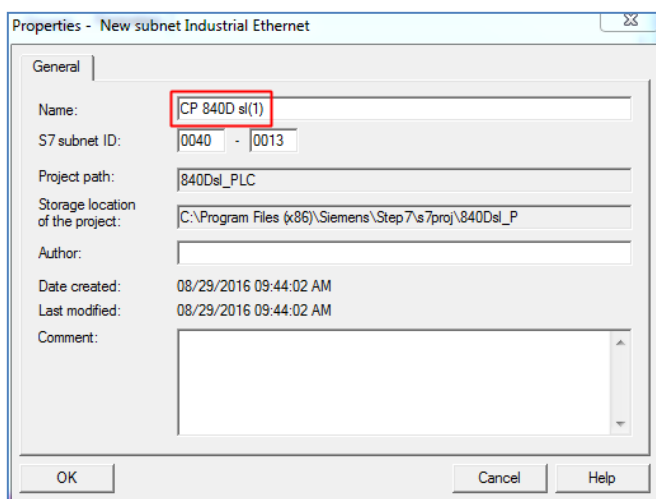 Properties - New subnet Industrial Ethernet
General
Name: CP 840D sl(1)
S7 subnet ID: 0040 - 0013
Project path: 840Dsl_PLC
Storage location
of the project: C:\Program Files (x86)\Siemens\Step7\s7proj\840Dsl_P
Author:
Date created: 08/29/2016 09:44:02 AM
Last modified: 08/29/2016 09:44:02 AM
Comment:
OK Cancel Help